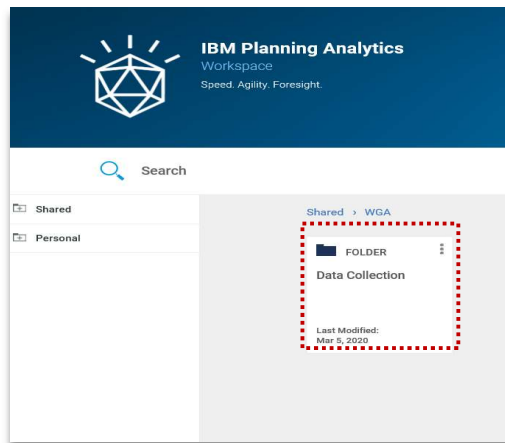 IBM Planning Analytics
Workspace
Speed. Agility. Foresight.
Search
Shared
Personal
Shared › WGA
FOLDER
Data Collection
Last Modified:
Mar 5, 2020